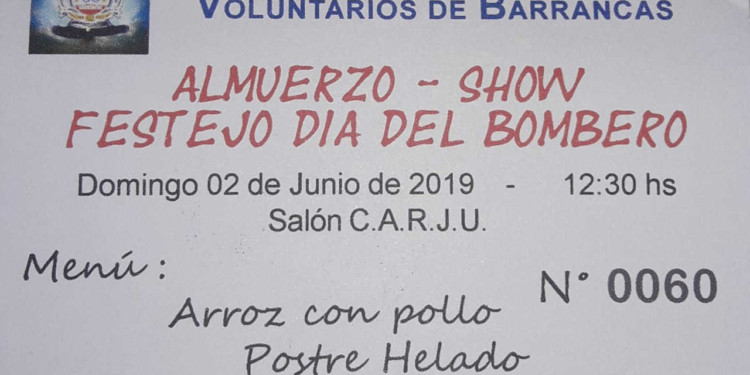 VOLUNTARIOS DE BARRANCAS
ALMUERZO - SHOW
FESTEJO DIA DEL BOMBERO
Domingo 02 de Junio de 2019 - 12:30 hs
Salón C.A.R.J.U.
Menú :
N° 0060
Arroz con pollo
Postre Helado